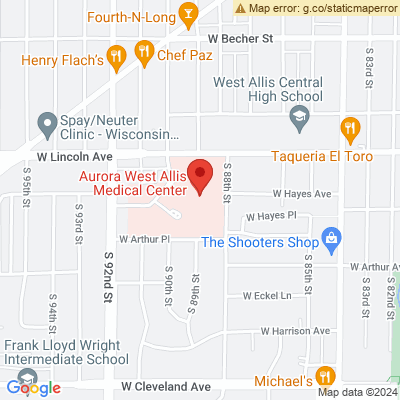 Map error: g.co/staticmaperror
Fourth-N-Long
W Becher St
Henry Flach's
Chef Paz
S 83rd St
West Allis Central
High School
Spay/Neuter
Clinic - Wisconsin...
W Lincoln Ave
Taqueria El Toro
Aurora West Allis
Medical Center
S 95th St
S 93rd St
S 88th St
W Hayes Ave
W Hayes Pl
W Arthur Pl
The Shooters Shop
S 92nd St
S 90th St
S 89th St
S 85th St
W Arthur Av
S 94th St
W Eckel Ln
S 83rd St
S 82nd St
W Harrison Ave
Frank Lloyd Wright
Intermediate School
W Cleveland Ave
Michael's
Google
Map data ©2024